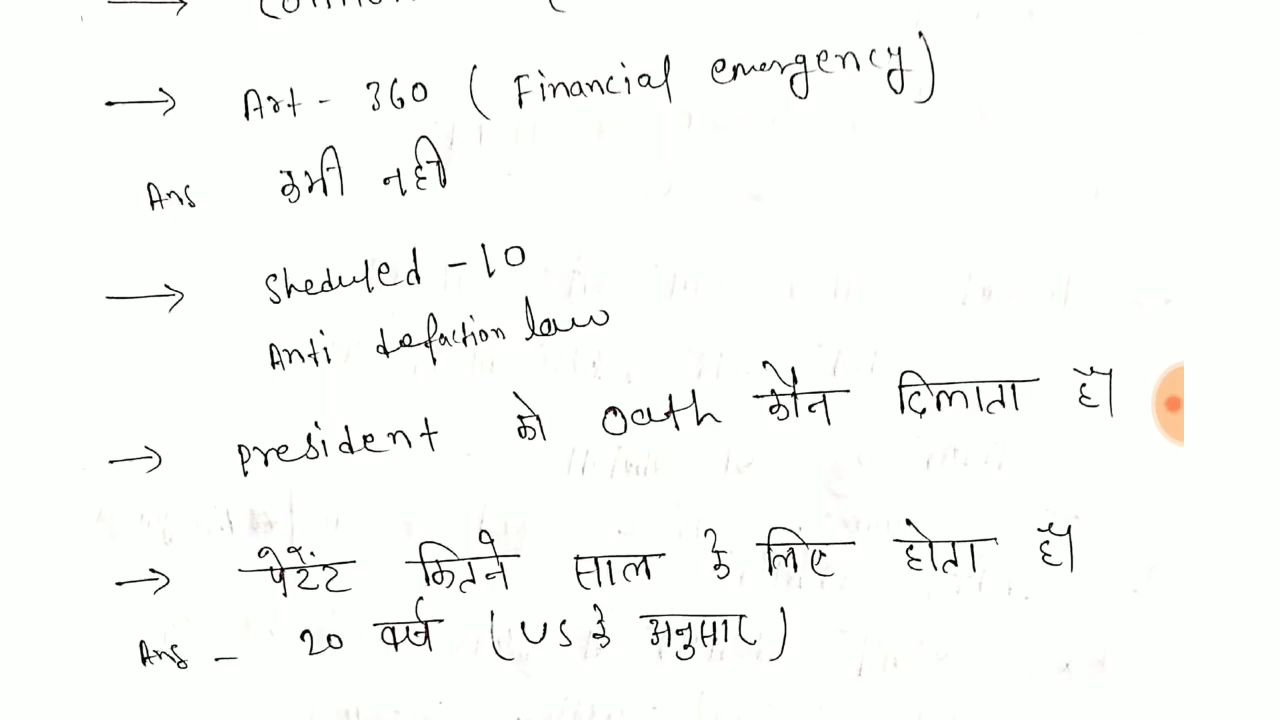 → Art - 360 ( Financial emergency )
Ans कभी नही
→ Sheduled - 10
Anti defaction law
→ president को oath कौन दिलाता है
→ पेटेंट कितने साल के लिए होता है
Ans - 20 वर्ष ( US के अनुसार )